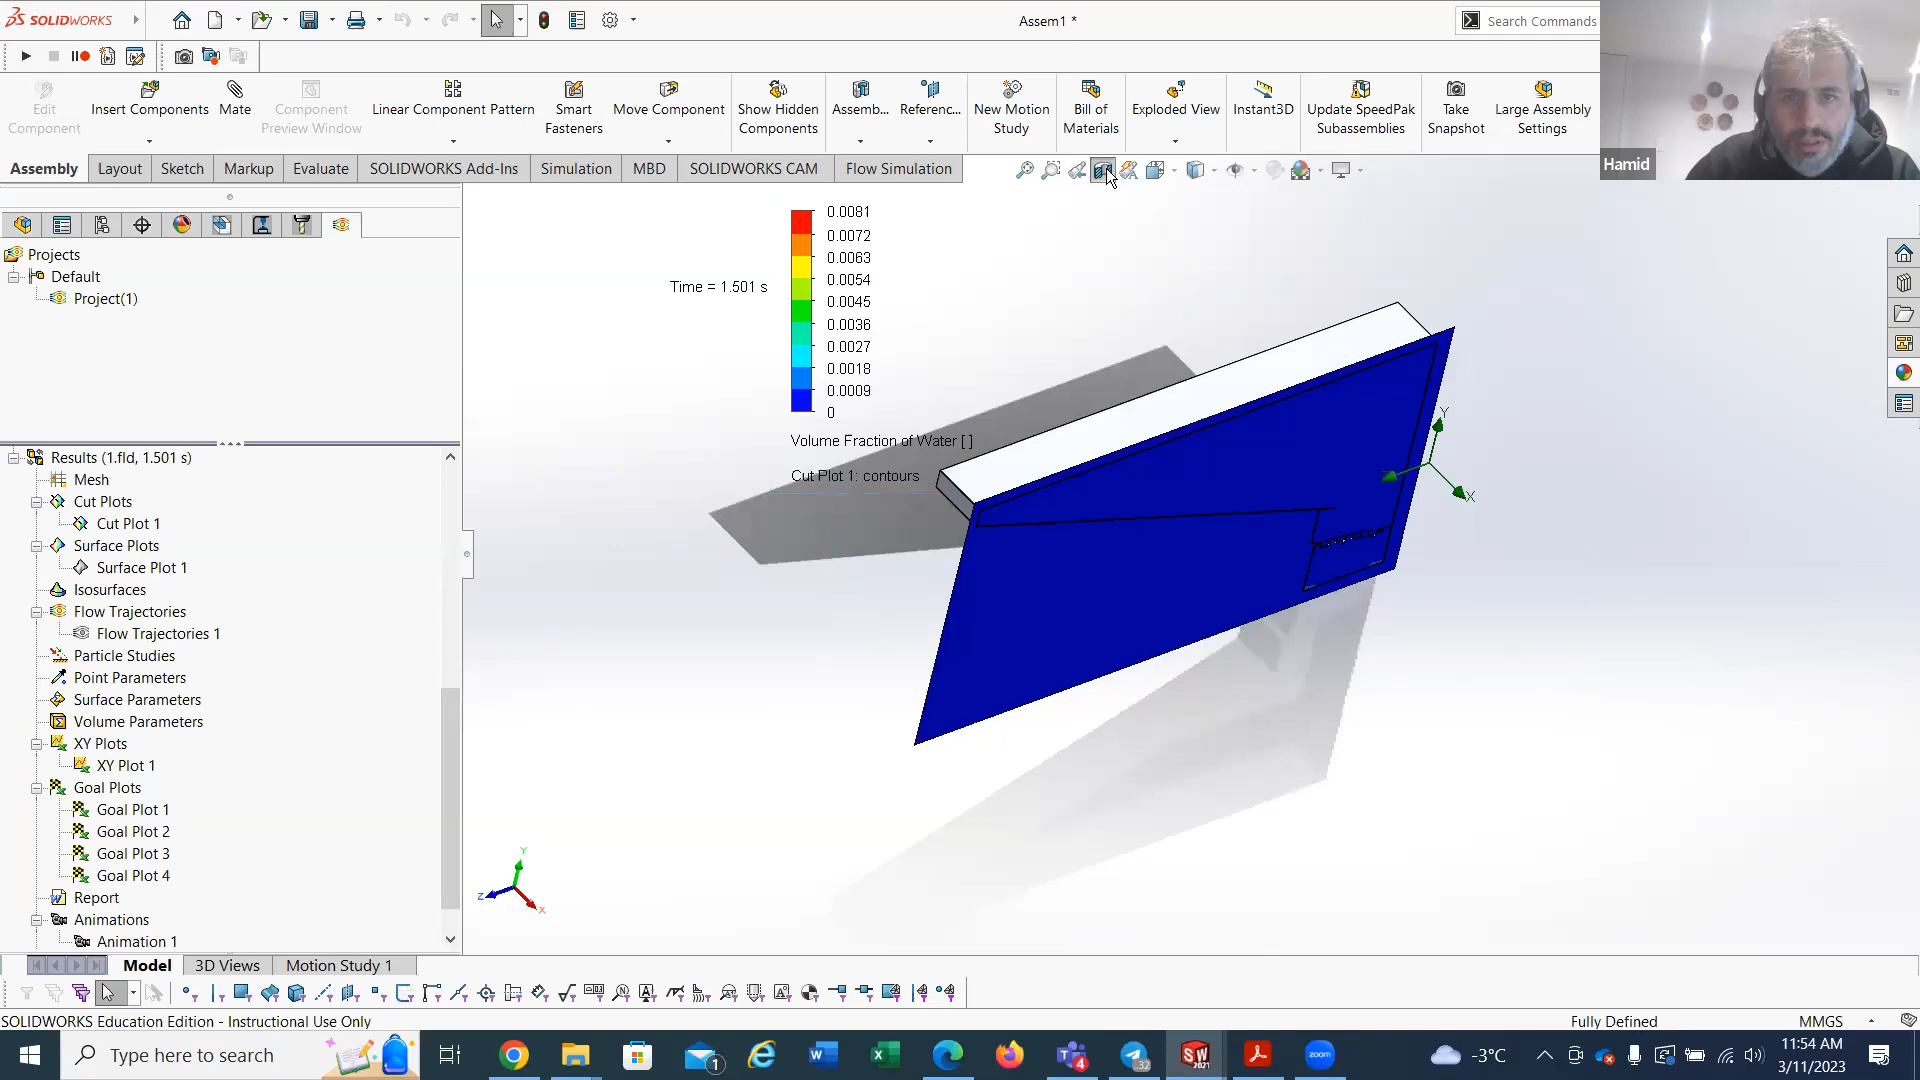 SOLIDWORKS
Assem1 *
Search Commands
Edit Component
Insert Components
Mate
Component Preview Window
Linear Component Pattern
Smart Fasteners
Move Component
Show Hidden Components
Assemb...
Referenc...
New Motion Study
Bill of Materials
Exploded View
Instant3D
Update SpeedPak Subassemblies
Take Snapshot
Large Assembly Settings
Hamid
Assembly
Layout
Sketch
Markup
Evaluate
SOLIDWORKS Add-Ins
Simulation
MBD
SOLIDWORKS CAM
Flow Simulation
Projects
Default
Project(1)
Results (1.fld, 1.501 s)
Mesh
Cut Plots
Cut Plot 1
Surface Plots
Surface Plot 1
Isosurfaces
Flow Trajectories
Flow Trajectories 1
Particle Studies
Point Parameters
Surface Parameters
Volume Parameters
XY Plots
XY Plot 1
Goal Plots
Goal Plot 1
Goal Plot 2
Goal Plot 3
Goal Plot 4
Report
Animations
Animation 1
Time = 1.501 s
0.0081
0.0072
0.0063
0.0054
0.0045
0.0036
0.0027
0.0018
0.0009
0
Volume Fraction of Water [ ]
Cut Plot 1: contours
Y
X
Y
Z
X
Model
3D Views
Motion Study 1
SOLIDWORKS Education Edition - Instructional Use Only
Fully Defined
MMGS
Type here to search
1
4
32
SW
2021
zoom
-3°C
11:54 AM
3/11/2023